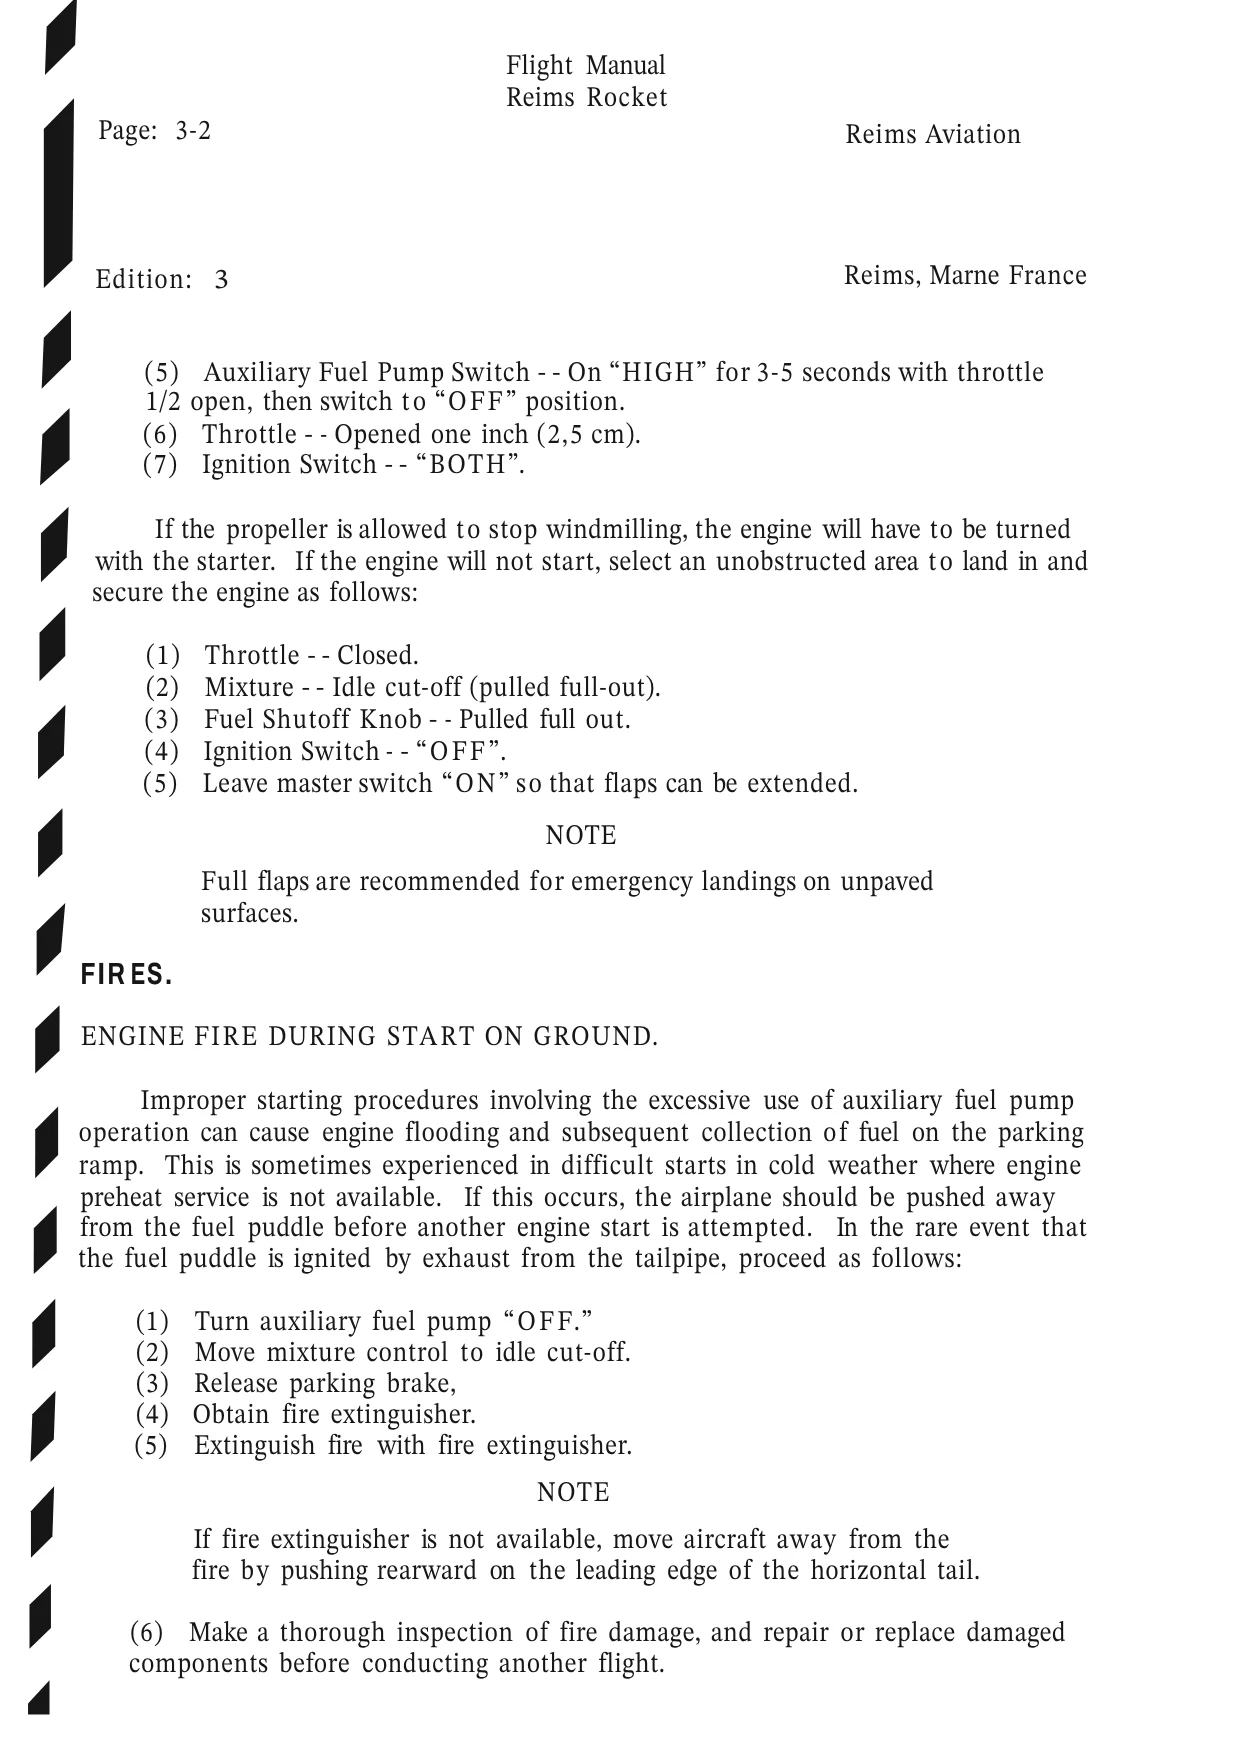 Flight Manual
Reims Rocket
Page: 3-2
Reims Aviation
Edition: 3
Reims, Marne France
(5) Auxiliary Fuel Pump Switch - - On “HIGH” for 3-5 seconds with throttle
1/2 open, then switch to “OFF” position.
(6) Throttle - - Opened one inch (2,5 cm).
(7) Ignition Switch - - “BOTH”.
If the propeller is allowed to stop windmilling, the engine will have to be turned
with the starter. If the engine will not start, select an unobstructed area to land in and
secure the engine as follows:
(1) Throttle - - Closed.
(2) Mixture - - Idle cut-off (pulled full-out).
(3) Fuel Shutoff Knob - - Pulled full out.
(4) Ignition Switch - - “OFF”.
(5) Leave master switch “ON” so that flaps can be extended.
NOTE
Full flaps are recommended for emergency landings on unpaved
surfaces.
FIRES.
ENGINE FIRE DURING START ON GROUND.
Improper starting procedures involving the excessive use of auxiliary fuel pump
operation can cause engine flooding and subsequent collection of fuel on the parking
ramp. This is sometimes experienced in difficult starts in cold weather where engine
preheat service is not available. If this occurs, the airplane should be pushed away
from the fuel puddle before another engine start is attempted. In the rare event that
the fuel puddle is ignited by exhaust from the tailpipe, proceed as follows:
(1) Turn auxiliary fuel pump “OFF.”
(2) Move mixture control to idle cut-off.
(3) Release parking brake,
(4) Obtain fire extinguisher.
(5) Extinguish fire with fire extinguisher.
NOTE
If fire extinguisher is not available, move aircraft away from the
fire by pushing rearward on the leading edge of the horizontal tail.
(6) Make a thorough inspection of fire damage, and repair or replace damaged
components before conducting another flight.